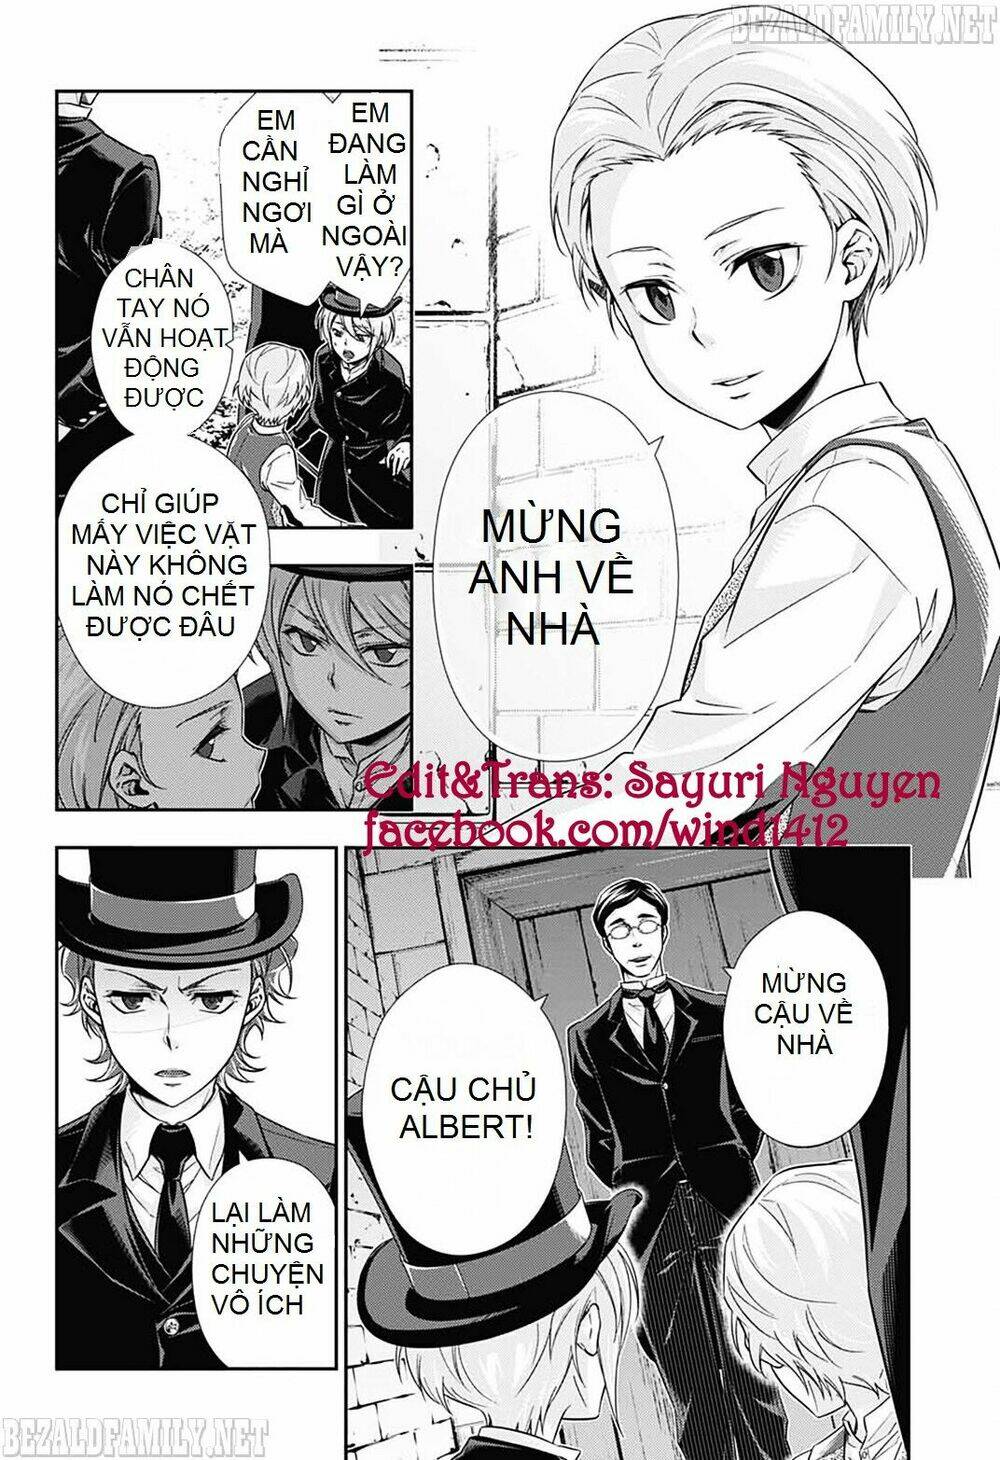 BEZALDFAMILY.NET
MỪNG
ANH VỀ
NHÀ
EM
ĐANG
LÀM
GÌ Ở
NGOÀI
VẬY?
EM
CẦN
NGHỈ
NGƠI
MÀ
CHÂN
TAY NÓ
VẪN HOẠT
ĐỘNG
ĐƯỢC
CHỈ GIÚP
MẤY VIỆC VẶT
NÀY KHÔNG
LÀM NÓ CHẾT
ĐƯỢC ĐÂU
Edit&Trans: Sayuri Nguyen
facebook.com/wind1412
MỪNG
CẬU VỀ
NHÀ
CẬU CHỦ
ALBERT!
LẠI LÀM
NHỮNG
CHUYỆN
VÔ ÍCH
BEZALDFAMILY.NET